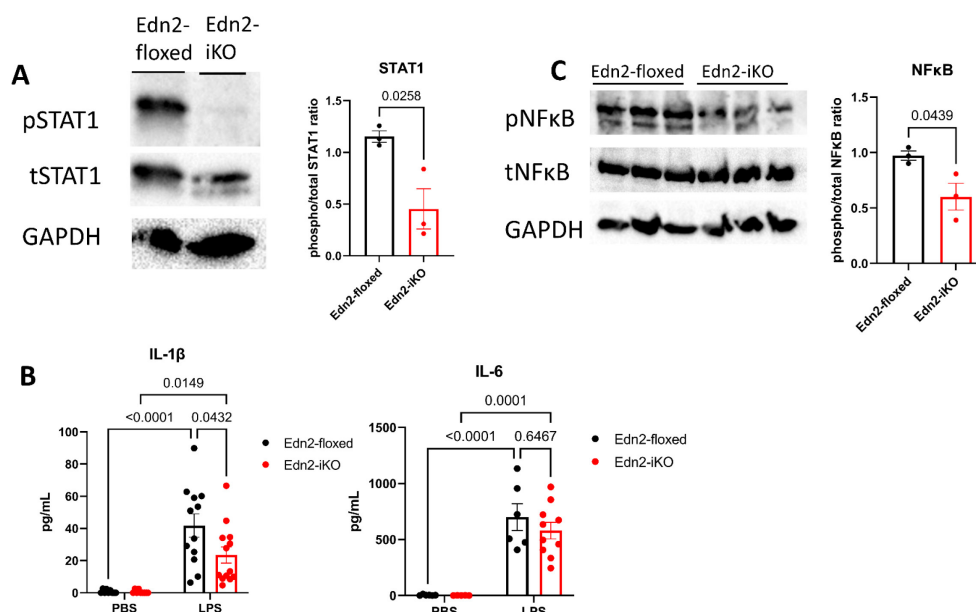 A
Edn2-
floxed
Edn2-
iKO
pSTAT1
tSTAT1
GAPDH
STAT1
phospho/total STAT1 ratio
1.5
1.0
0.5
0.0
0.0258
Edn2-floxed
Edn2-iKO
C
Edn2-floxed
Edn2-iKO
pNFκB
tNFκB
GAPDH
NFκB
phospho/total NFκB ratio
1.5
1.0
0.5
0.0
0.0439
Edn2-floxed
Edn2-iKO
B
IL-1β
0.0149
<0.0001
0.0432
pg/mL
100
80
60
40
20
0
PBS
LPS
Edn2-floxed
Edn2-iKO
IL-6
0.0001
<0.0001
0.6467
pg/mL
1500
1000
500
0
PBS
LPS
Edn2-floxed
Edn2-iKO